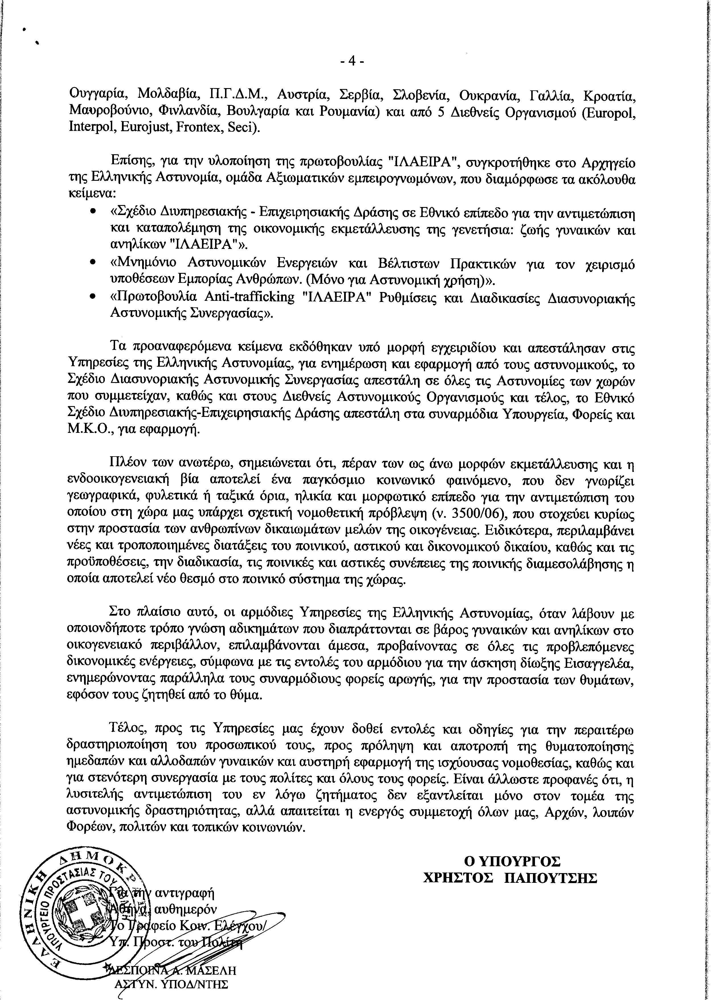 - 4 -
Ουγγαρία, Μολδαβία, Π.Γ.Δ.Μ., Αυστρία, Σερβία, Σλοβενία, Ουκρανία, Γαλλία, Κροατία,
Μαυροβούνιο, Φινλανδία, Βουλγαρία και Ρουμανία) και από 5 Διεθνείς Οργανισμού (Europol,
Interpol, Eurojust, Frontex, Seci).
Επίσης, για την υλοποίηση της πρωτοβουλίας "ΙΛΑΕΙΡΑ", συγκροτήθηκε στο Αρχηγείο
της Ελληνικής Αστυνομία, ομάδα Αξιωματικών εμπειρογνωμόνων, που διαμόρφωσε τα ακόλουθα
κείμενα:
• «Σχέδιο Διυπηρεσιακής - Επιχειρησιακής Δράσης σε Εθνικό επίπεδο για την αντιμετώπιση
και καταπολέμηση της οικονομικής εκμετάλλευσης της γενετήσια: ζωής γυναικών και
ανηλίκων "ΙΛΑΕΙΡΑ"».
• «Μνημόνιο Αστυνομικών Ενεργειών και Βέλτιστων Πρακτικών για τον χειρισμό
υποθέσεων Εμπορίας Ανθρώπων. (Μόνο για Αστυνομική χρήση)».
• «Πρωτοβουλία Anti-trafficking "ΙΛΑΕΙΡΑ" Ρυθμίσεις και Διαδικασίες Διασυνοριακής
Αστυνομικής Συνεργασίας».
Τα προαναφερόμενα κείμενα εκδόθηκαν υπό μορφή εγχειριδίου και απεστάλησαν στις
Υπηρεσίες της Ελληνικής Αστυνομίας, για ενημέρωση και εφαρμογή από τους αστυνομικούς, το
Σχέδιο Διασυνοριακής Αστυνομικής Συνεργασίας απεστάλη σε όλες τις Αστυνομίες των χωρών
που συμμετείχαν, καθώς και στους Διεθνείς Αστυνομικούς Οργανισμούς και τέλος, το Εθνικό
Σχέδιο Διυπηρεσιακής-Επιχειρησιακής Δράσης απεστάλη στα συναρμόδια Υπουργεία, Φορείς και
Μ.Κ.Ο., για εφαρμογή.
Πλέον των ανωτέρω, σημειώνεται ότι, πέραν των ως άνω μορφών εκμετάλλευσης και η
ενδοοικογενειακή βία αποτελεί ένα παγκόσμιο κοινωνικό φαινόμενο, που δεν γνωρίζει
γεωγραφικά, φυλετικά ή ταξικά όρια, ηλικία και μορφωτικό επίπεδο για την αντιμετώπιση του
οποίου στη χώρα μας υπάρχει σχετική νομοθετική πρόβλεψη (ν. 3500/06), που στοχεύει κυρίως
στην προστασία των ανθρωπίνων δικαιωμάτων μελών της οικογένειας. Ειδικότερα, περιλαμβάνει
νέες και τροποποιημένες διατάξεις του ποινικού, αστικού και δικονομικού δικαίου, καθώς και τις
προϋποθέσεις, την διαδικασία, τις ποινικές και αστικές συνέπειες της ποινικής διαμεσολάβησης η
οποία αποτελεί νέο θεσμό στο ποινικό σύστημα της χώρας.
Στο πλαίσιο αυτό, οι αρμόδιες Υπηρεσίες της Ελληνικής Αστυνομίας, όταν λάβουν με
οποιονδήποτε τρόπο γνώση αδικημάτων που διαπράττονται σε βάρος γυναικών και ανηλίκων στο
οικογενειακό περιβάλλον, επιλαμβάνονται άμεσα, προβαίνοντας σε όλες τις προβλεπόμενες
δικονομικές ενέργειες, σύμφωνα με τις εντολές του αρμόδιου για την άσκηση δίωξης Εισαγγελέα,
ενημερώνοντας παράλληλα τους συναρμόδιους φορείς αρωγής, για την προστασία των θυμάτων,
εφόσον τους ζητηθεί από το θύμα.
Τέλος, προς τις Υπηρεσίες μας έχουν δοθεί εντολές και οδηγίες για την περαιτέρω
δραστηριοποίηση του προσωπικού τους, προς πρόληψη και αποτροπή της θυματοποίησης
ημεδαπών και αλλοδαπών γυναικών και αυστηρή εφαρμογή της ισχύουσας νομοθεσίας, καθώς και
για στενότερη συνεργασία με τους πολίτες και όλους τους φορείς. Είναι άλλωστε προφανές ότι, η
λυσιτελής αντιμετώπιση του εν λόγω ζητήματος δεν εξαντλείται μόνο στον τομέα της
αστυνομικής δραστηριότητας, αλλά απαιτείται η ενεργός συμμετοχή όλων μας, Αρχών, λοιπών
Φορέων, πολιτών και τοπικών κοινωνιών.
Ο ΥΠΟΥΡΓΟΣ
ΧΡΗΣΤΟΣ ΠΑΠΟΥΤΣΗΣ
ΕΛΛΗΝΙΚΗ ΔΗΜΟΚΡΑΤΙΑ
ΥΠΟΥΡΓΕΙΟ ΠΡΟΣΤΑΣΙΑΣ ΤΟΥ ΠΟΛΙΤΗ
Για την αντιγραφή
Αθήνα, αυθημερόν
Το Γραφείο Κοιν. Ελέγχου/
Υπ. Προστ. του Πολίτη
ΔΕΣΠΟΙΝΑ Α. ΜΑΣΕΛΗ
ΑΣΤΥΝ. ΥΠΟΔ/ΝΤΗΣ